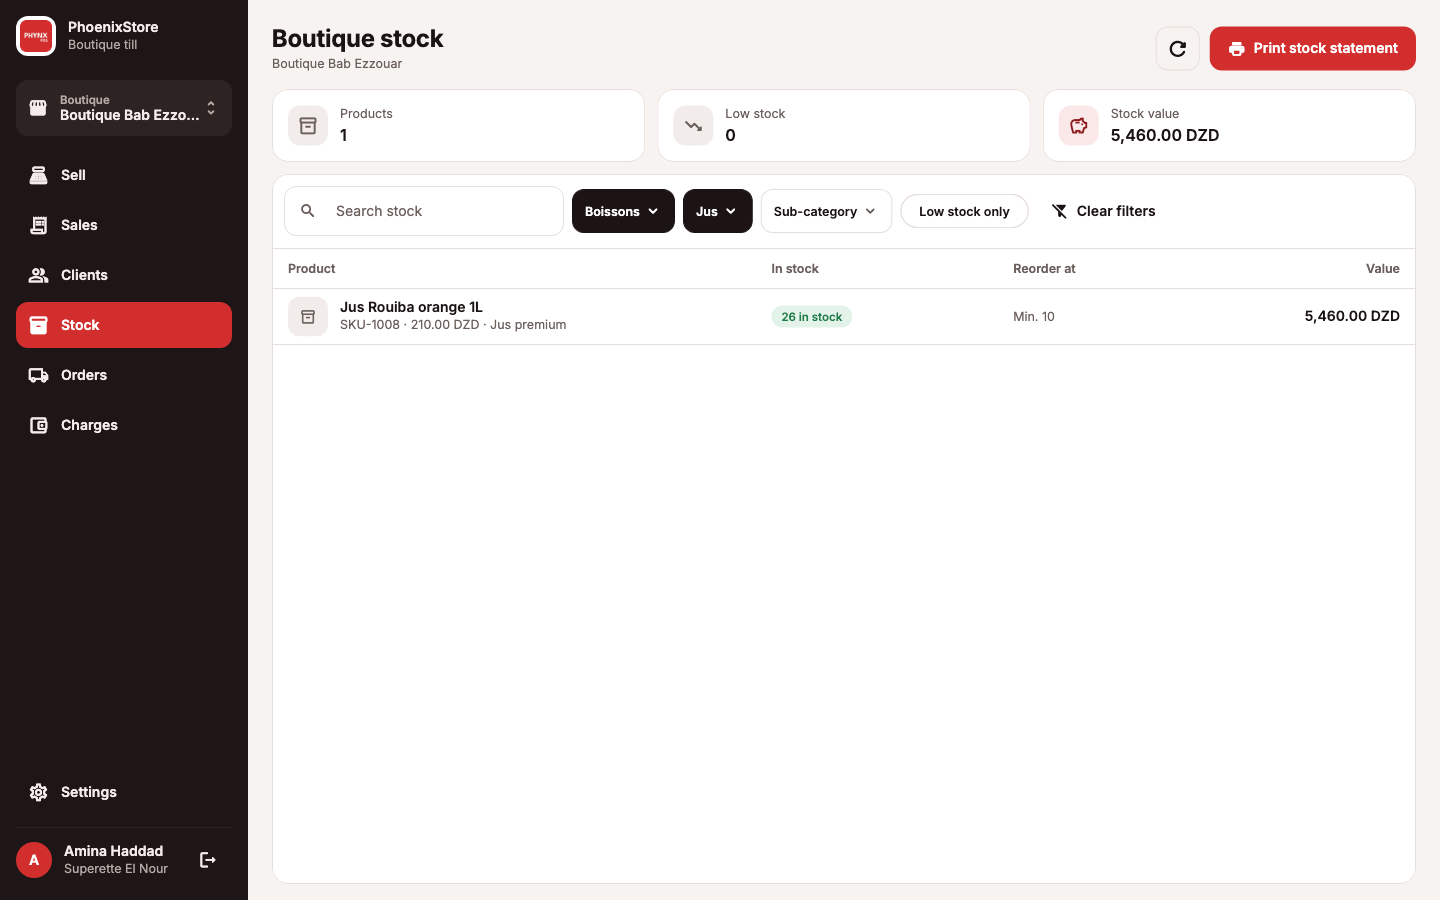 PHYNX
POS
PhoenixStore
Boutique till
Boutique
Boutique Bab Ezzo...
Sell
Sales
Clients
Stock
Orders
Charges
Settings
A
Amina Haddad
Superette El Nour
Boutique stock
Boutique Bab Ezzouar
Print stock statement
Products
1
Low stock
0
Stock value
5,460.00 DZD
Search stock
Boissons
Jus
Sub-category
Low stock only
Clear filters
Product
In stock
Reorder at
Value
Jus Rouiba orange 1L
SKU-1008 · 210.00 DZD · Jus premium
26 in stock
Min. 10
5,460.00 DZD